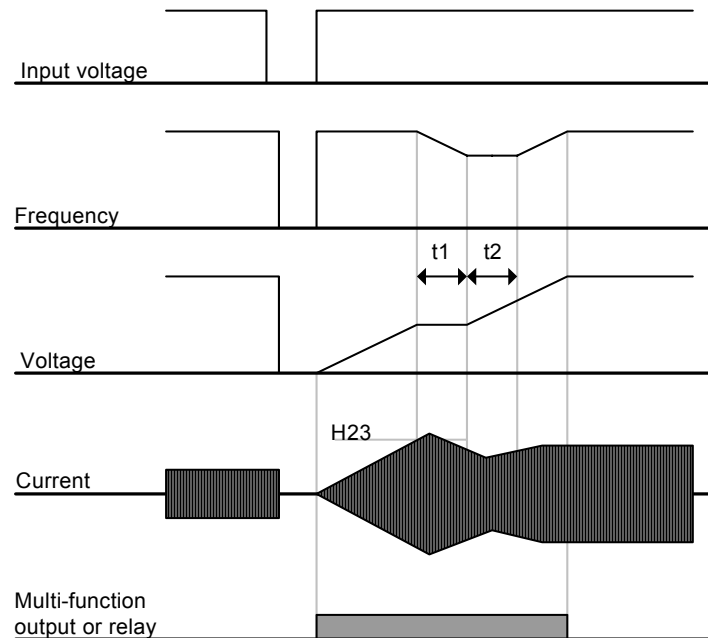 Input voltage
Frequency
t1 t2
Voltage
H23
Current
Multi-function
output or relay